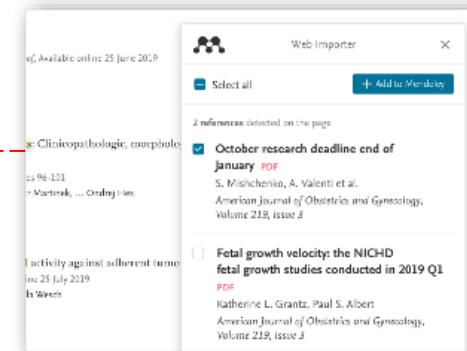 of, Available online 25 June 2019
s: Clinicopathologic, morpholo
es 96-101
r Martinek, ... Ondrej Hes
l activity against adherent tumo
ine 25 July 2019
la Wesch
Web Importer
Select all
+ Add to Mendeley
2 references detected on the page
October research deadline end of
January PDF
S. Mishchenko, A. Valenti et al.
American Journal of Obstetrics and Gynecology,
Volume 219, Issue 3
Fetal growth velocity: the NICHD
fetal growth studies conducted in 2019 Q1
PDF
Katherine L. Grantz, Paul S. Albert
American Journal of Obstetrics and Gynecology,
Volume 219, Issue 3